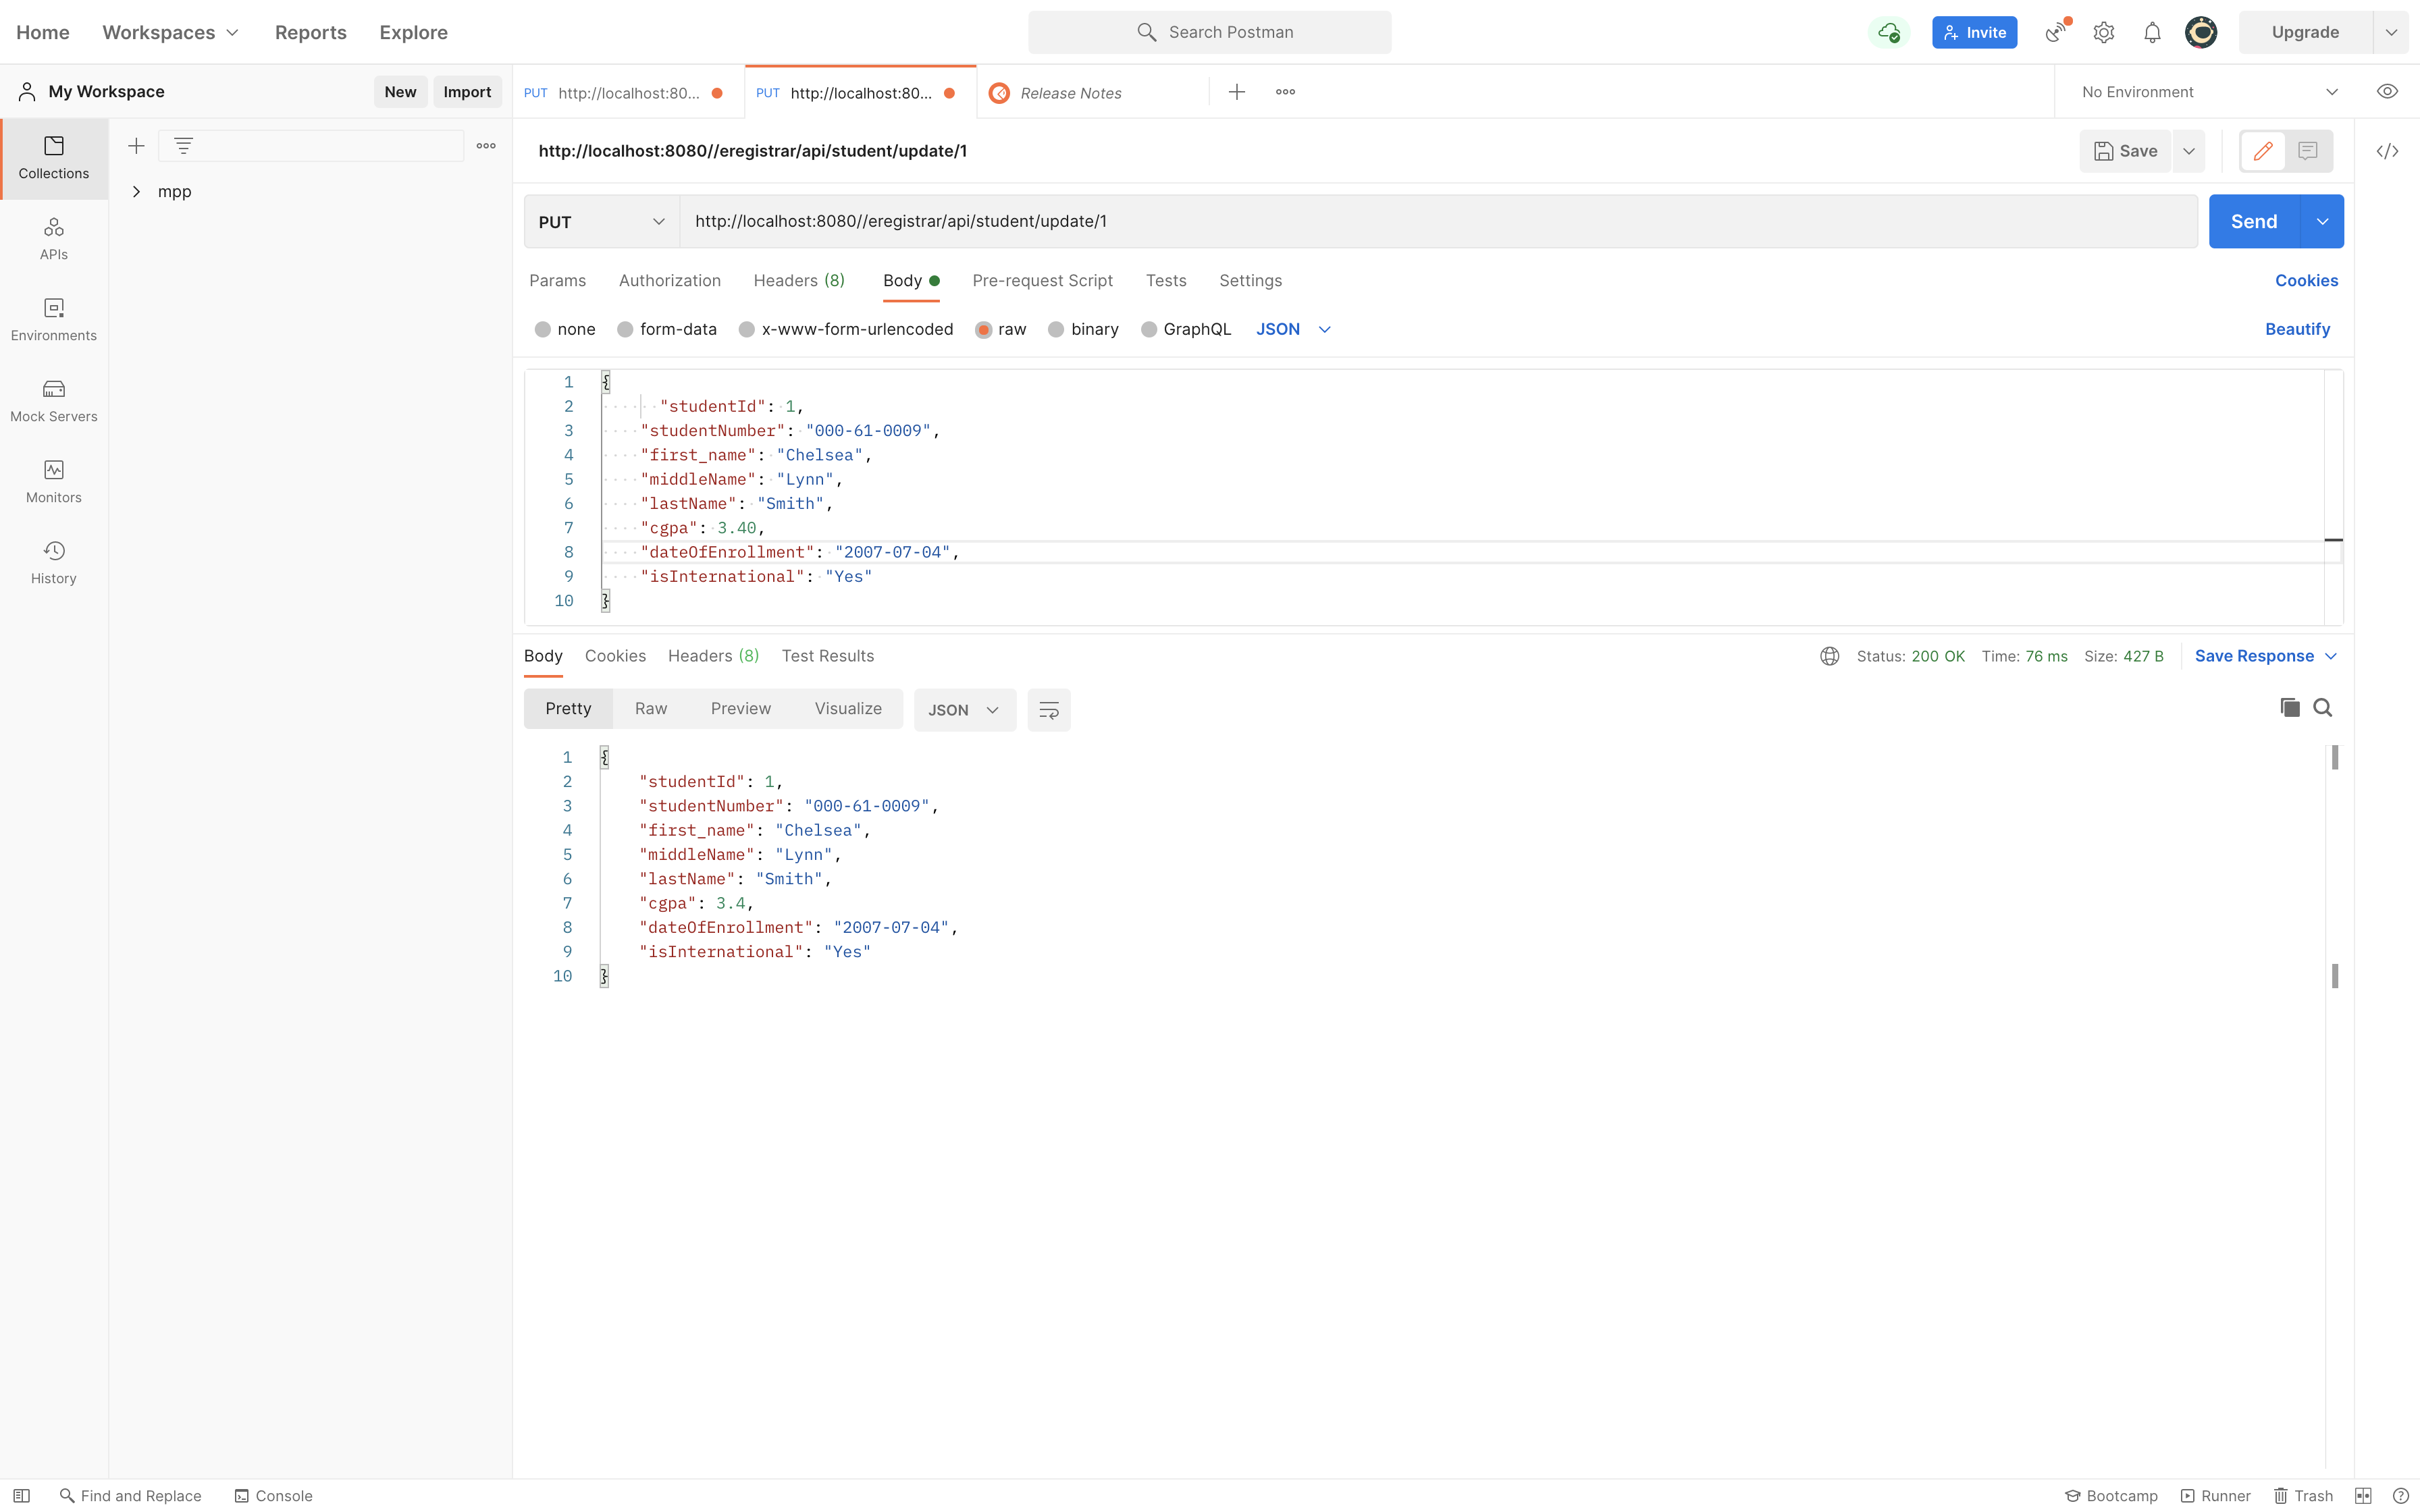 Home Workspaces Reports Explore Search Postman Invite Upgrade
My Workspace New Import PUT http://localhost:80... PUT http://localhost:80... Release Notes No Environment
Collections
APIs
Environments
Mock Servers
Monitors
History
mpp
http://localhost:8080//eregistrar/api/student/update/1 Save
PUT http://localhost:8080//eregistrar/api/student/update/1 Send
Params Authorization Headers (8) Body Pre-request Script Tests Settings Cookies
none form-data x-www-form-urlencoded raw binary GraphQL JSON Beautify
1 {
2 "studentId": 1,
3 "studentNumber": "000-61-0009",
4 "first_name": "Chelsea",
5 "middleName": "Lynn",
6 "lastName": "Smith",
7 "cgpa": 3.40,
8 "dateOfEnrollment": "2007-07-04",
9 "isInternational": "Yes"
10 }
Body Cookies Headers (8) Test Results Status: 200 OK Time: 76 ms Size: 427 B Save Response
Pretty Raw Preview Visualize JSON
1 {
2 "studentId": 1,
3 "studentNumber": "000-61-0009",
4 "first_name": "Chelsea",
5 "middleName": "Lynn",
6 "lastName": "Smith",
7 "cgpa": 3.4,
8 "dateOfEnrollment": "2007-07-04",
9 "isInternational": "Yes"
10 }
Find and Replace Console Bootcamp Runner Trash